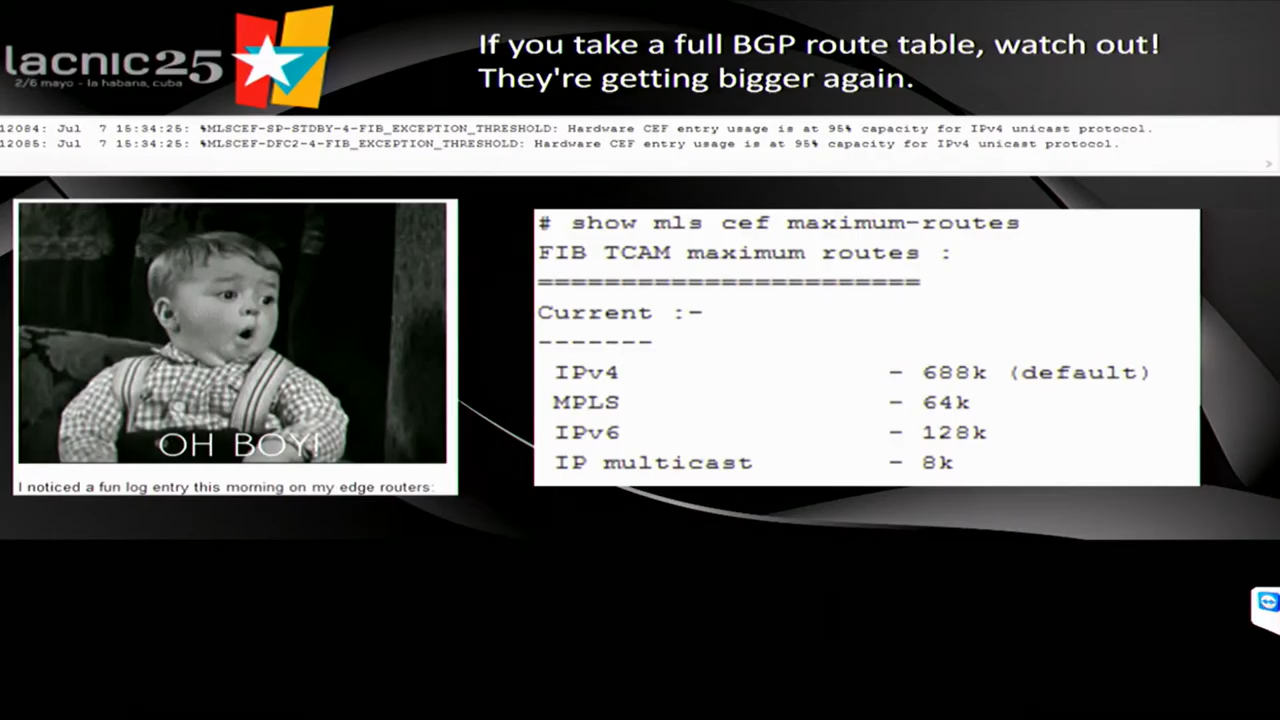 lacnic 25
2/6 mayo - la habana, cuba
If you take a full BGP route table, watch out!
They're getting bigger again.
12084: Jul 7 15:34:25: %MLSCEF-SP-STDBY-4-FIB_EXCEPTION_THRESHOLD: Hardware CEF entry usage is at 95% capacity for IPv4 unicast protocol.
12085: Jul 7 15:34:25: %MLSCEF-DFC2-4-FIB_EXCEPTION_THRESHOLD: Hardware CEF entry usage is at 95% capacity for IPv4 unicast protocol.
OH BOY!
I noticed a fun log entry this morning on my edge routers:
# show mls cef maximum-routes
FIB TCAM maximum routes :
=======================
Current :-
-------
IPv4 - 688k (default)
MPLS - 64k
IPv6 - 128k
IP multicast - 8k